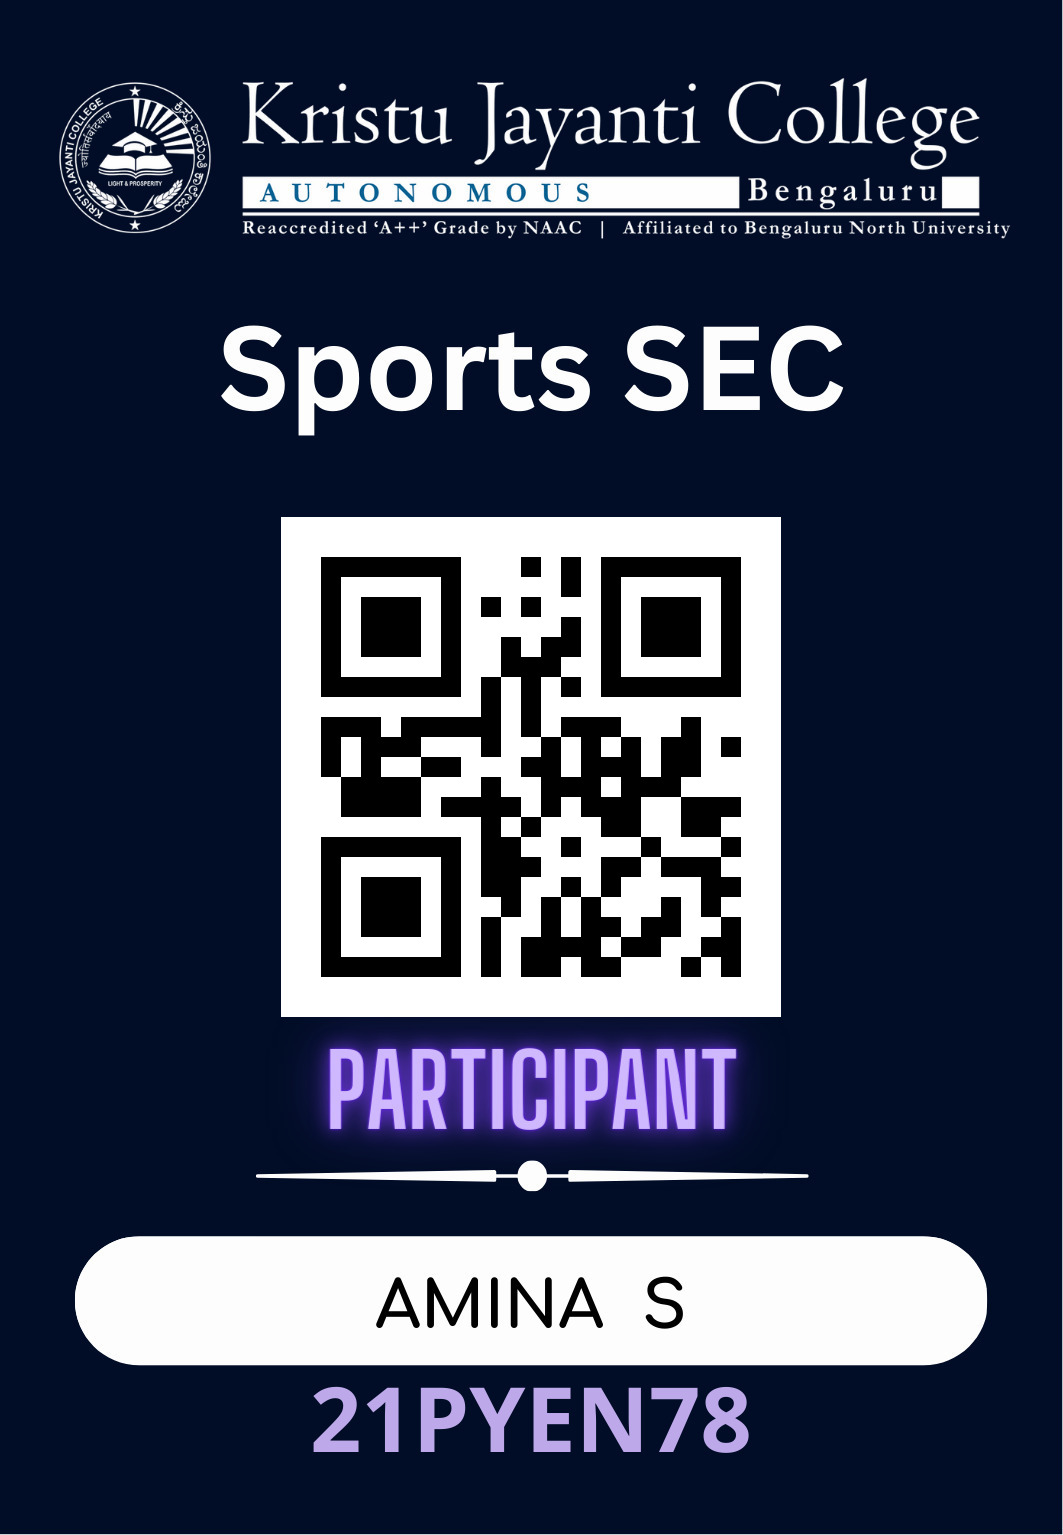 Kristu Jayanti College
AUTONOMOUS Bengaluru
Reaccredited ‘A++’ Grade by NAAC | Affiliated to Bengaluru North University
KRISTU JAYANTI COLLEGE
LIGHT & PROSPERITY
Sports SEC
PARTICIPANT
AMINA S
21PYEN78